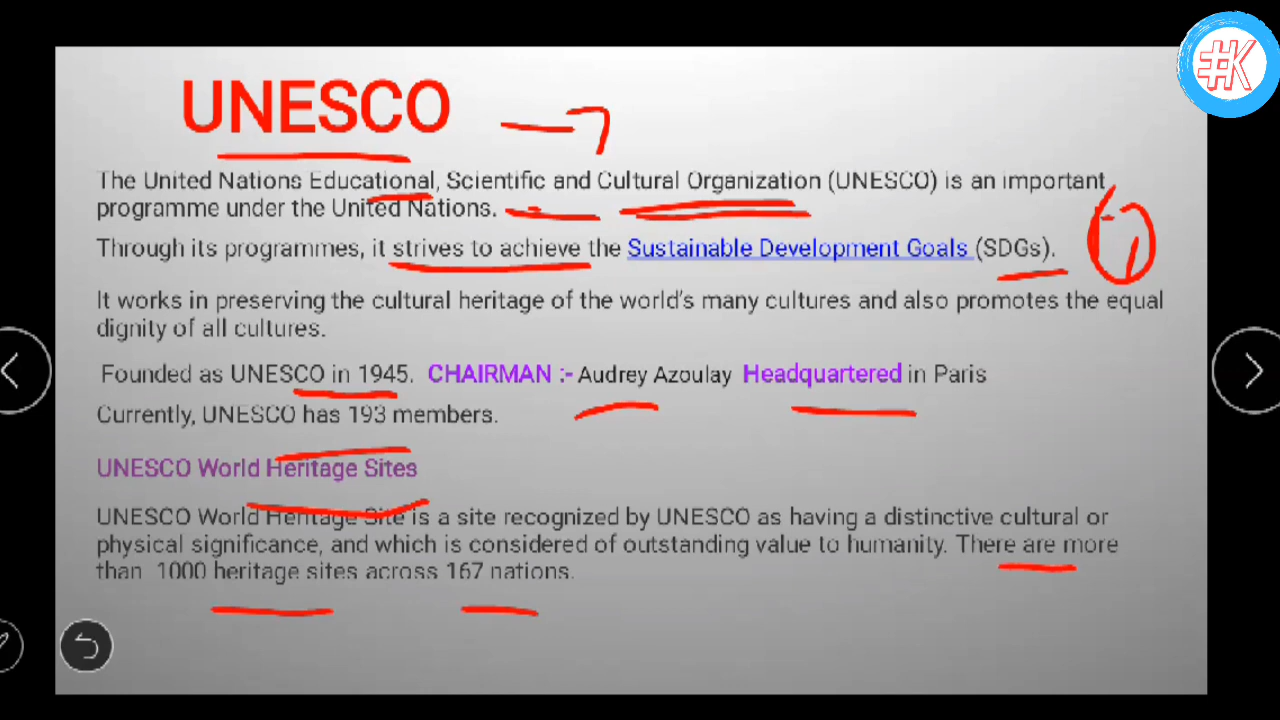 #K
UNESCO
The United Nations Educational, Scientific and Cultural Organization (UNESCO) is an important
programme under the United Nations.
Through its programmes, it strives to achieve the Sustainable Development Goals (SDGs).
It works in preserving the cultural heritage of the world's many cultures and also promotes the equal
dignity of all cultures.
Founded as UNESCO in 1945. CHAIRMAN :- Audrey Azoulay Headquartered in Paris
Currently, UNESCO has 193 members.
UNESCO World Heritage Sites
UNESCO World Heritage Site is a site recognized by UNESCO as having a distinctive cultural or
physical significance, and which is considered of outstanding value to humanity. There are more
than 1000 heritage sites across 167 nations.